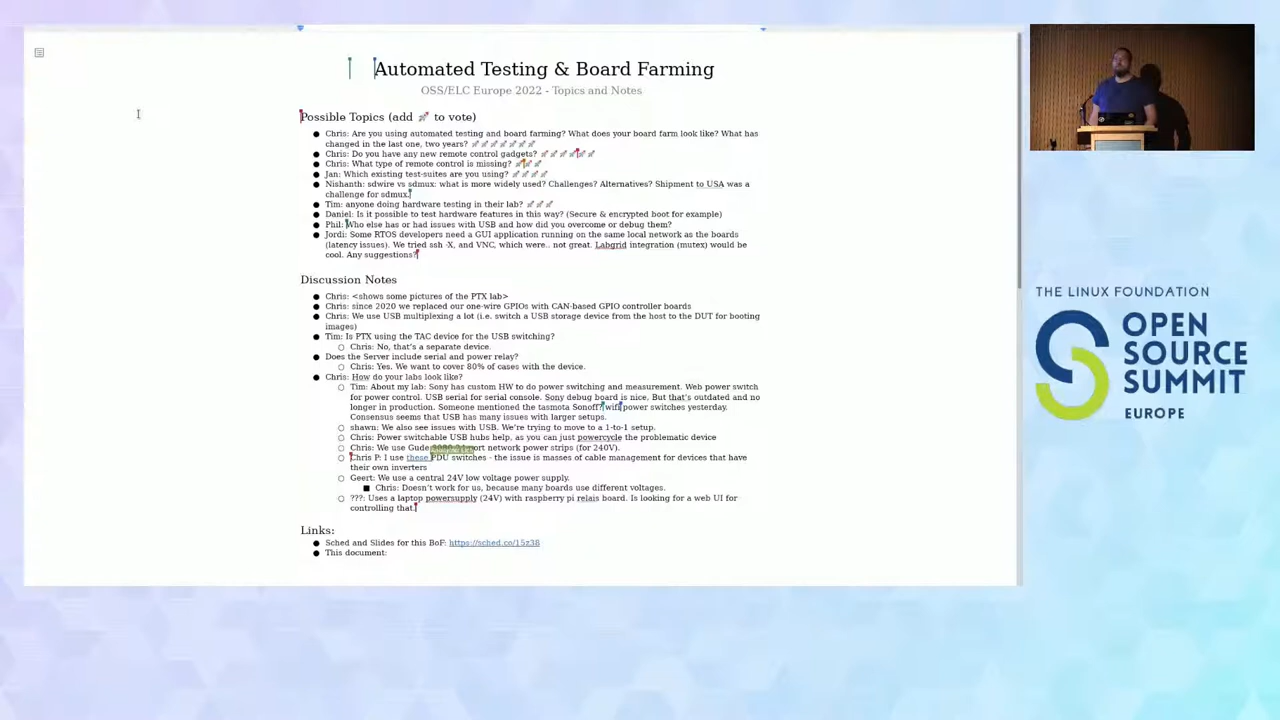 Automated Testing & Board Farming
OSS/ELC Europe 2022 - Topics and Notes
Possible Topics (add 🚀 to vote)
● Chris: Are you using automated testing and board farming? What does your board farm look like? What has
changed in the last one, two years? 🚀🚀🚀🚀🚀🚀🚀
● Chris: Do you have any new remote control gadgets? 🚀🚀🚀🚀🚀🚀
● Chris: What type of remote control is missing? 🚀🚀🚀
● Jan: Which existing test-suites are you using? 🚀🚀🚀🚀
● Nishanth: sdwire vs sdmux: what is more widely used? Challenges? Alternatives? Shipment to USA was a
challenge for sdmux.
● Tim: anyone doing hardware testing in their lab? 🚀🚀🚀
● Daniel: Is it possible to test hardware features in this way? (Secure & encrypted boot for example)
● Phil: Who else has or had issues with USB and how did you overcome or debug them?
● Jordi: Some RTOS developers need a GUI application running on the same local network as the boards
(latency issues). We tried ssh -X, and VNC, which were.. not great. Labgrid integration (mutex) would be
cool. Any suggestions?
Discussion Notes
● Chris: <shows some pictures of the PTX lab>
● Chris: since 2020 we replaced our one-wire GPIOs with CAN-based GPIO controller boards
● Chris: We use USB multiplexing a lot (i.e. switch a USB storage device from the host to the DUT for booting
images)
● Tim: Is PTX using the TAC device for the USB switching?
○ Chris: No, that's a separate device.
● Does the Server include serial and power relay?
○ Chris: Yes. We want to cover 80% of cases with the device.
● Chris: How do your labs look like?
○ Tim: About my lab: Sony has custom HW to do power switching and measurement. Web power switch
for power control. USB serial for serial console. Sony debug board is nice, But that's outdated and no
longer in production. Someone mentioned the tasmota Sonoff? wifi power switches yesterday.
Consensus seems that USB has many issues with larger setups.
○ shawn: We also see issues with USB. We're trying to move to a 1-to-1 setup.
○ Chris: Power switchable USB hubs help, as you can just powercycle the problematic device
○ Chris: We use Gude port network power strips (for 240V).
○ Chris P: I use these PDU switches - the issue is masses of cable management for devices that have
their own inverters
○ Geert: We use a central 24V low voltage power supply.
■ Chris: Doesn't work for us, because many boards use different voltages.
○ ???: Uses a laptop powersupply (24V) with raspberry pi relais board. Is looking for a web UI for
controlling that.
Links:
● Sched and Slides for this BoF: https://sched.co/15z38
● This document:
THE LINUX FOUNDATION
OPEN
SOURCE
SUMMIT
EUROPE